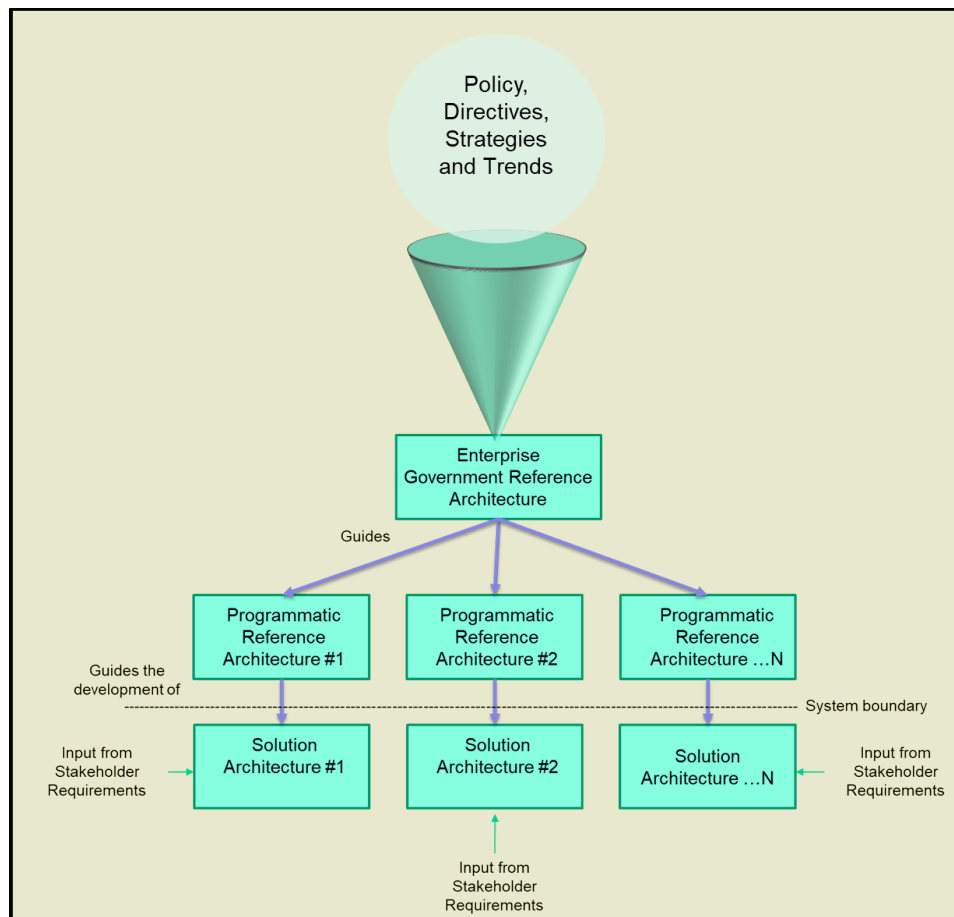 Policy,
Directives,
Strategies
and Trends
Enterprise
Government Reference
Architecture
Guides
Programmatic
Reference
Architecture #1
Programmatic
Reference
Architecture #2
Programmatic
Reference
Architecture ...N
Guides the
development of
System boundary
Input from
Stakeholder
Requirements
Solution
Architecture #1
Solution
Architecture #2
Solution
Architecture ...N
Input from
Stakeholder
Requirements
Input from
Stakeholder
Requirements